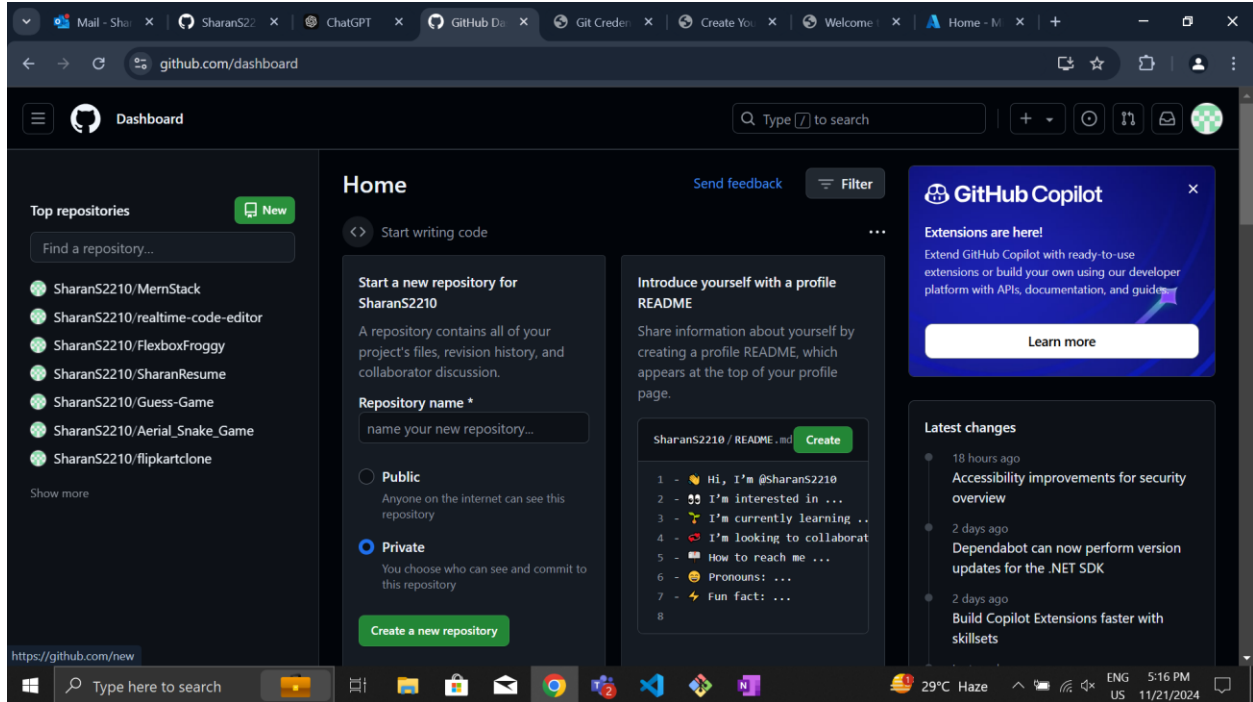 Mail - Shar
SharanS22
ChatGPT
GitHub Da
Git Creden
Create You
Welcome t
Home - M
github.com/dashboard
Dashboard
Type / to search
Top repositories
New
Find a repository...
SharanS2210/MernStack
SharanS2210/realtime-code-editor
SharanS2210/FlexboxFroggy
SharanS2210/SharanResume
SharanS2210/Guess-Game
SharanS2210/Aerial_Snake_Game
SharanS2210/flipkartclone
Show more
Home
Send feedback
Filter
Start writing code
Start a new repository for
SharanS2210
A repository contains all of your
project's files, revision history, and
collaborator discussion.
Repository name *
name your new repository...
Public
Anyone on the internet can see this
repository
Private
You choose who can see and commit to
this repository
Create a new repository
Introduce yourself with a profile
README
Share information about yourself by
creating a profile README, which
appears at the top of your profile
page.
SharanS2210 / README.md
Create
1 - 👋 Hi, I'm @SharanS2210
2 - 👀 I'm interested in ...
3 - 🌱 I'm currently learning ..
4 - 💞️ I'm looking to collaborat
5 - 📫 How to reach me ...
6 - 😄 Pronouns: ...
7 - ⚡ Fun fact: ...
8
GitHub Copilot
Extensions are here!
Extend GitHub Copilot with ready-to-use
extensions or build your own using our developer
platform with APIs, documentation, and guides.
Learn more
Latest changes
18 hours ago
Accessibility improvements for security
overview
2 days ago
Dependabot can now perform version
updates for the .NET SDK
2 days ago
Build Copilot Extensions faster with
skillsets
https://github.com/new
Type here to search
2
1
29°C Haze
ENG
US
5:16 PM
11/21/2024